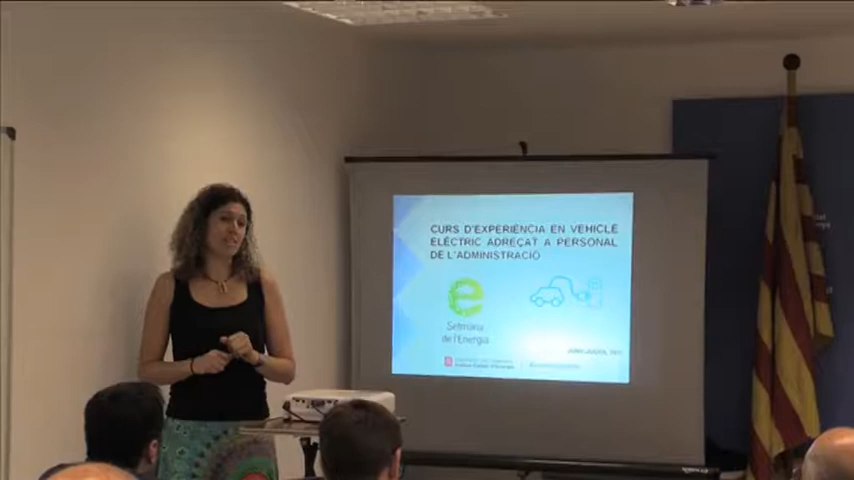 CURS D'EXPERIÈNCIA EN VEHICLE
ELÈCTRIC ADREÇAT A PERSONAL
DE L'ADMINISTRACIÓ
Setmana
de l'Energia